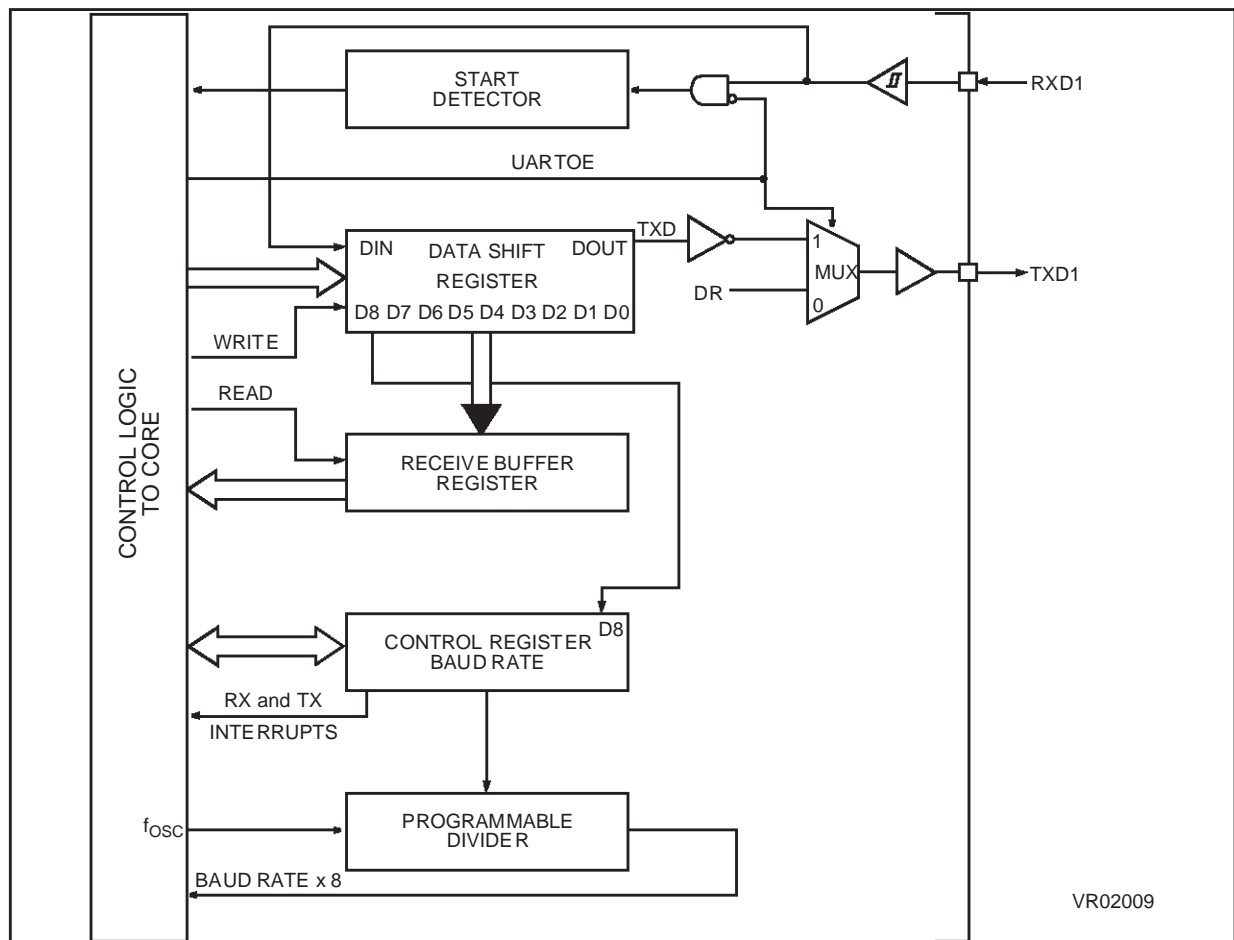 START
DETECTOR
RXD1
UARTOE
TXD
DIN DATA SHIFT DOUT
REGISTER
D8 D7 D6 D5 D4 D3 D2 D1 D0
1
MUX
0
DR
TXD1
WRITE
READ
CONTROL LOGIC
TO CORE
RECEIVE BUFFER
REGISTER
D8
CONTROL REGISTER
BAUD RATE
RX and TX
INTERRUPTS
fOSC
PROGRAMMABLE
DIVIDER
BAUD RATE x 8
VR02009